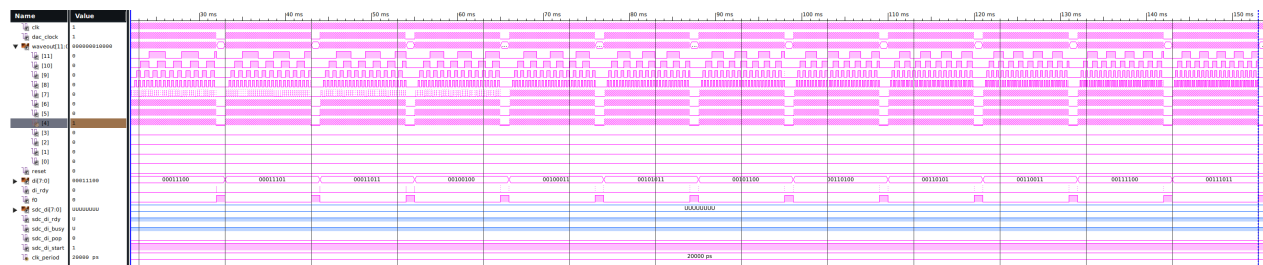 Name Value 30 ms 40 ms 50 ms 60 ms 70 ms 80 ms 90 ms 100 ms 110 ms 120 ms 130 ms 140 ms 150 ms
clk 1
dac_clock 1
waveout[11:0 000000010000
[11] 0
[10] 0
[9] 0
[8] 0
[7] 0
[6] 0
[5] 0
[4] 1
[3] 0
[2] 0
[1] 0
[0] 0
reset 0
di[7:0] 00011100 00011100 00011101 00011011 00100100 00100011 00101011 00101100 00110100 00110101 00110011 00111100 00111011
di_rdy 0
f0 0
sdc_di[7:0] UUUUUUUU UUUUUUUU
sdc_di_rdy U
sdc_di_busy U
sdc_di_pop 0
sdc_di_start 1
clk_period 20000 ps 20000 ps